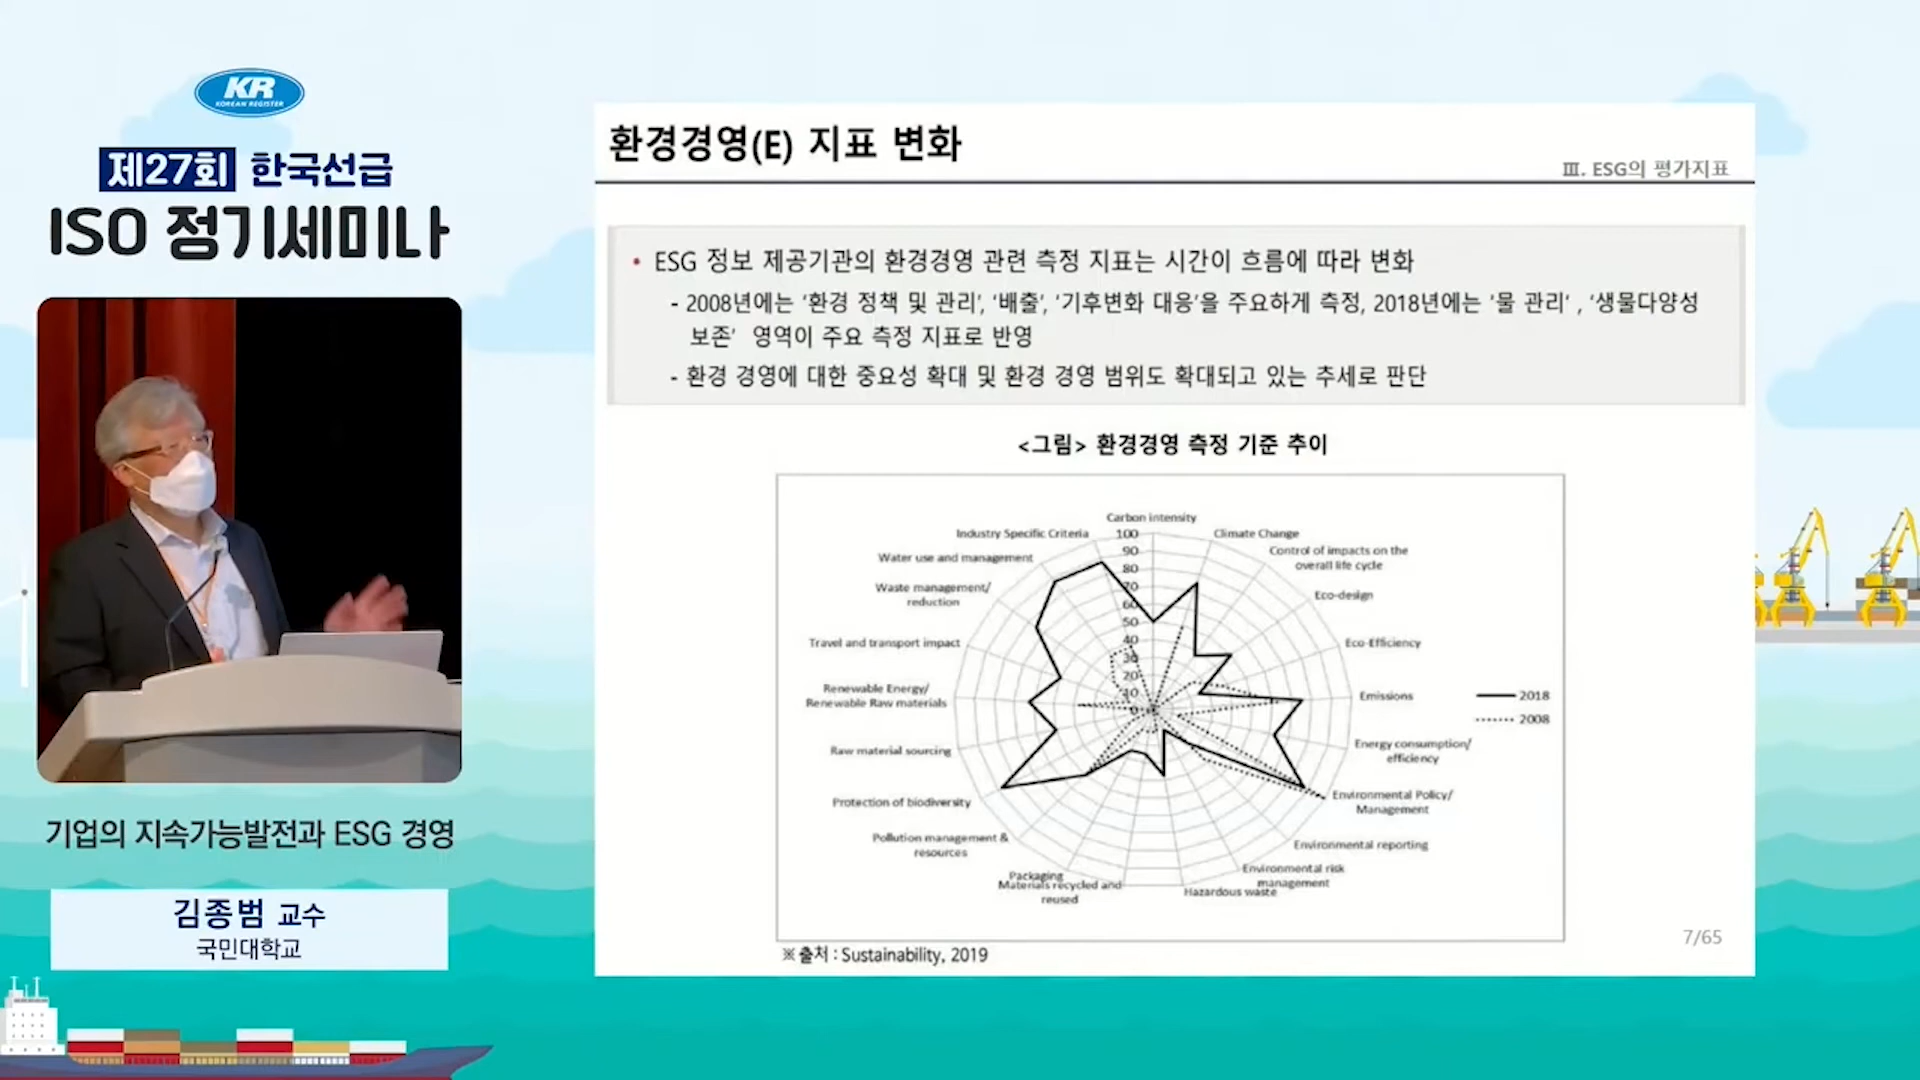 KR
KOREAN REGISTER
제27회 한국선급
ISO 정기세미나
기업의 지속가능발전과 ESG 경영
김종범 교수
국민대학교
환경경영(E) 지표 변화
Ⅲ. ESG의 평가지표
• ESG 정보 제공기관의 환경경영 관련 측정 지표는 시간이 흐름에 따라 변화
- 2008년에는 ‘환경 정책 및 관리’, ‘배출’, ‘기후변화 대응’을 주요하게 측정, 2018년에는 ‘물 관리’ , ‘생물다양성
보존’ 영역이 주요 측정 지표로 반영
- 환경 경영에 대한 중요성 확대 및 환경 경영 범위도 확대되고 있는 추세로 판단
<그림> 환경경영 측정 기준 추이
Carbon intensity
Climate Change
Control of impacts on the
overall life cycle
Eco-design
Eco-Efficiency
Emissions
Energy consumption/
efficiency
Environmental Policy/
Management
Environmental reporting
Environmental risk
management
Hazardous waste
Materials recycled and
reused
Packaging
Pollution management &
resources
Protection of biodiversity
Raw material sourcing
Renewable Energy/
Renewable Raw materials
Travel and transport impact
Waste management/
reduction
Water use and management
Industry Specific Criteria
100
90
80
70
60
50
40
30
20
10
0
2018
2008
※ 출처 : Sustainability, 2019
7/65